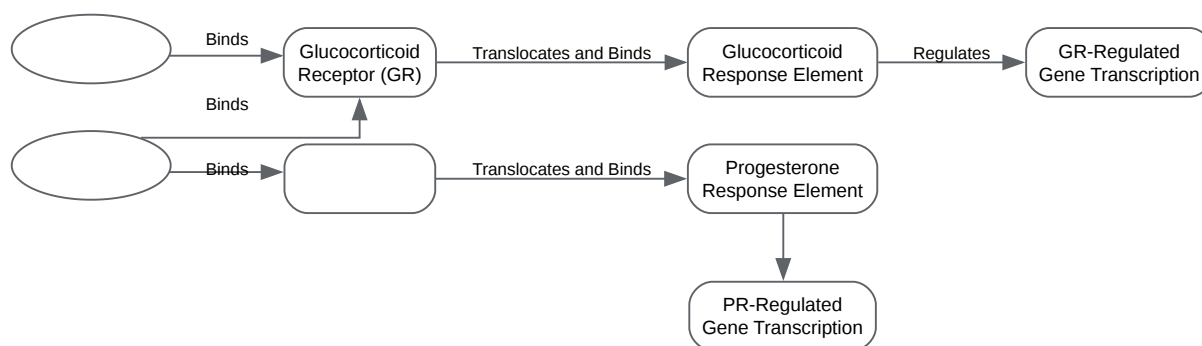 Binds
Glucocorticoid
Receptor (GR)
Translocates and Binds
Glucocorticoid
Response Element
Regulates
GR-Regulated
Gene Transcription
Binds
Binds
Translocates and Binds
Progesterone
Response Element
PR-Regulated
Gene Transcription